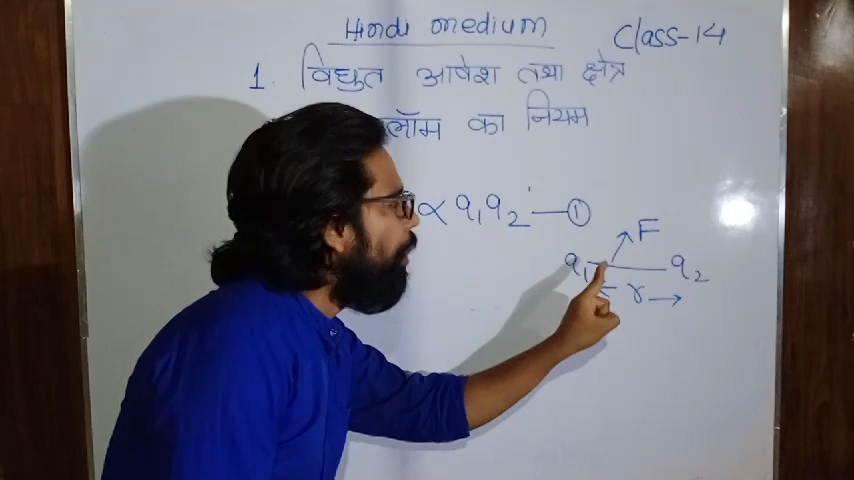 Hindi medium
Class-14
1. विद्युत आवेश तथा क्षेत्र
लॉम का नियम
∝ q₁q₂ —①
F
q₁ q₂
← r →